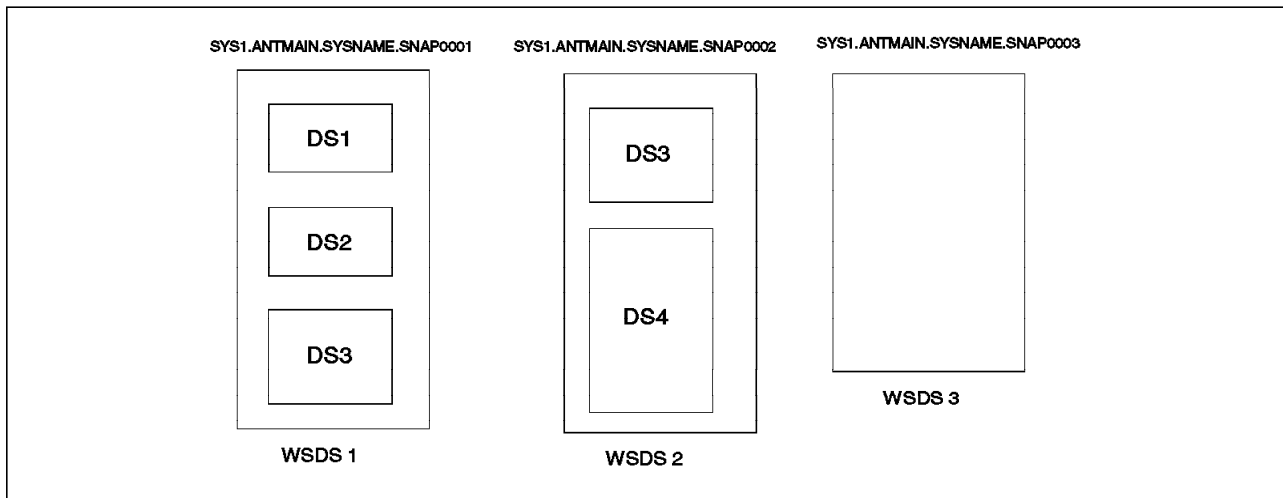 SYS1.ANTMAIN.SYSNAME.SNAP0001
SYS1.ANTMAIN.SYSNAME.SNAP0002
SYS1.ANTMAIN.SYSNAME.SNAP0003
DS1
DS2
DS3
WSDS 1
DS3
DS4
WSDS 2
WSDS 3